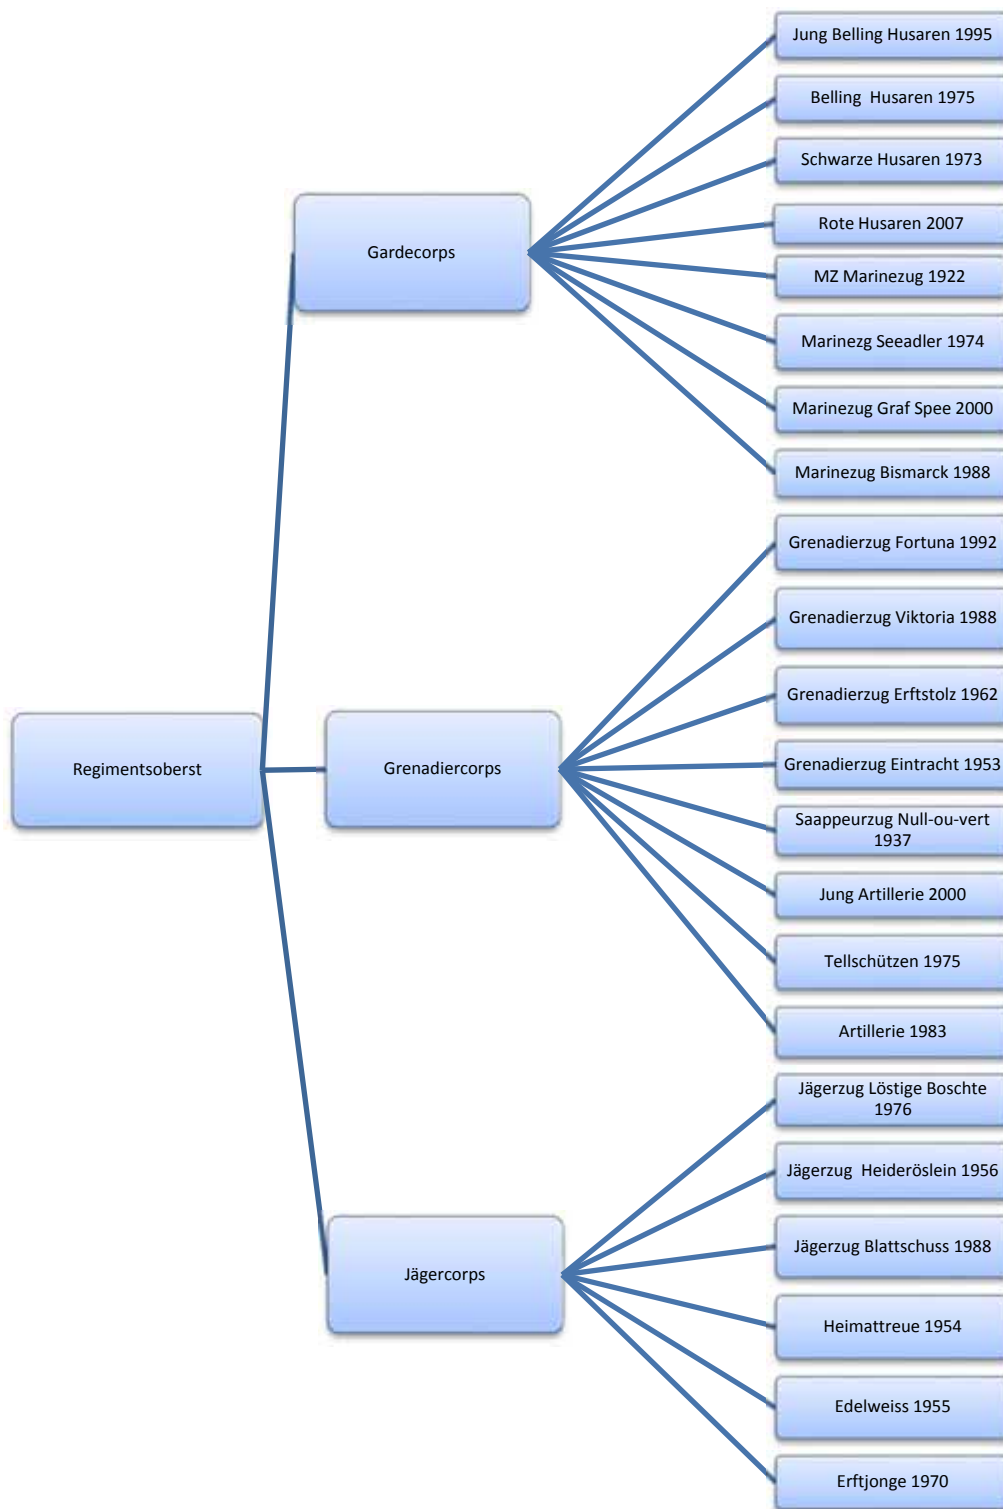 Regimentsoberst
Gardecorps
Jung Belling Husaren 1995
Belling  Husaren 1975
Schwarze Husaren 1973
Rote Husaren 2007
MZ Marinezug 1922
Marinezg Seeadler 1974
Marinezug Graf Spee 2000
Marinezug Bismarck 1988
Grenadiercorps
Grenadierzug Fortuna 1992
Grenadierzug Viktoria 1988
Grenadierzug Erftstolz 1962
Grenadierzug Eintracht 1953
Saappeurzug Null-ou-vert
1937
Jung Artillerie 2000
Tellschützen 1975
Artillerie 1983
Jägercorps
Jägerzug Löstige Boschte
1976
Jägerzug  Heideröslein 1956
Jägerzug Blattschuss 1988
Heimattreue 1954
Edelweiss 1955
Erftjonge 1970